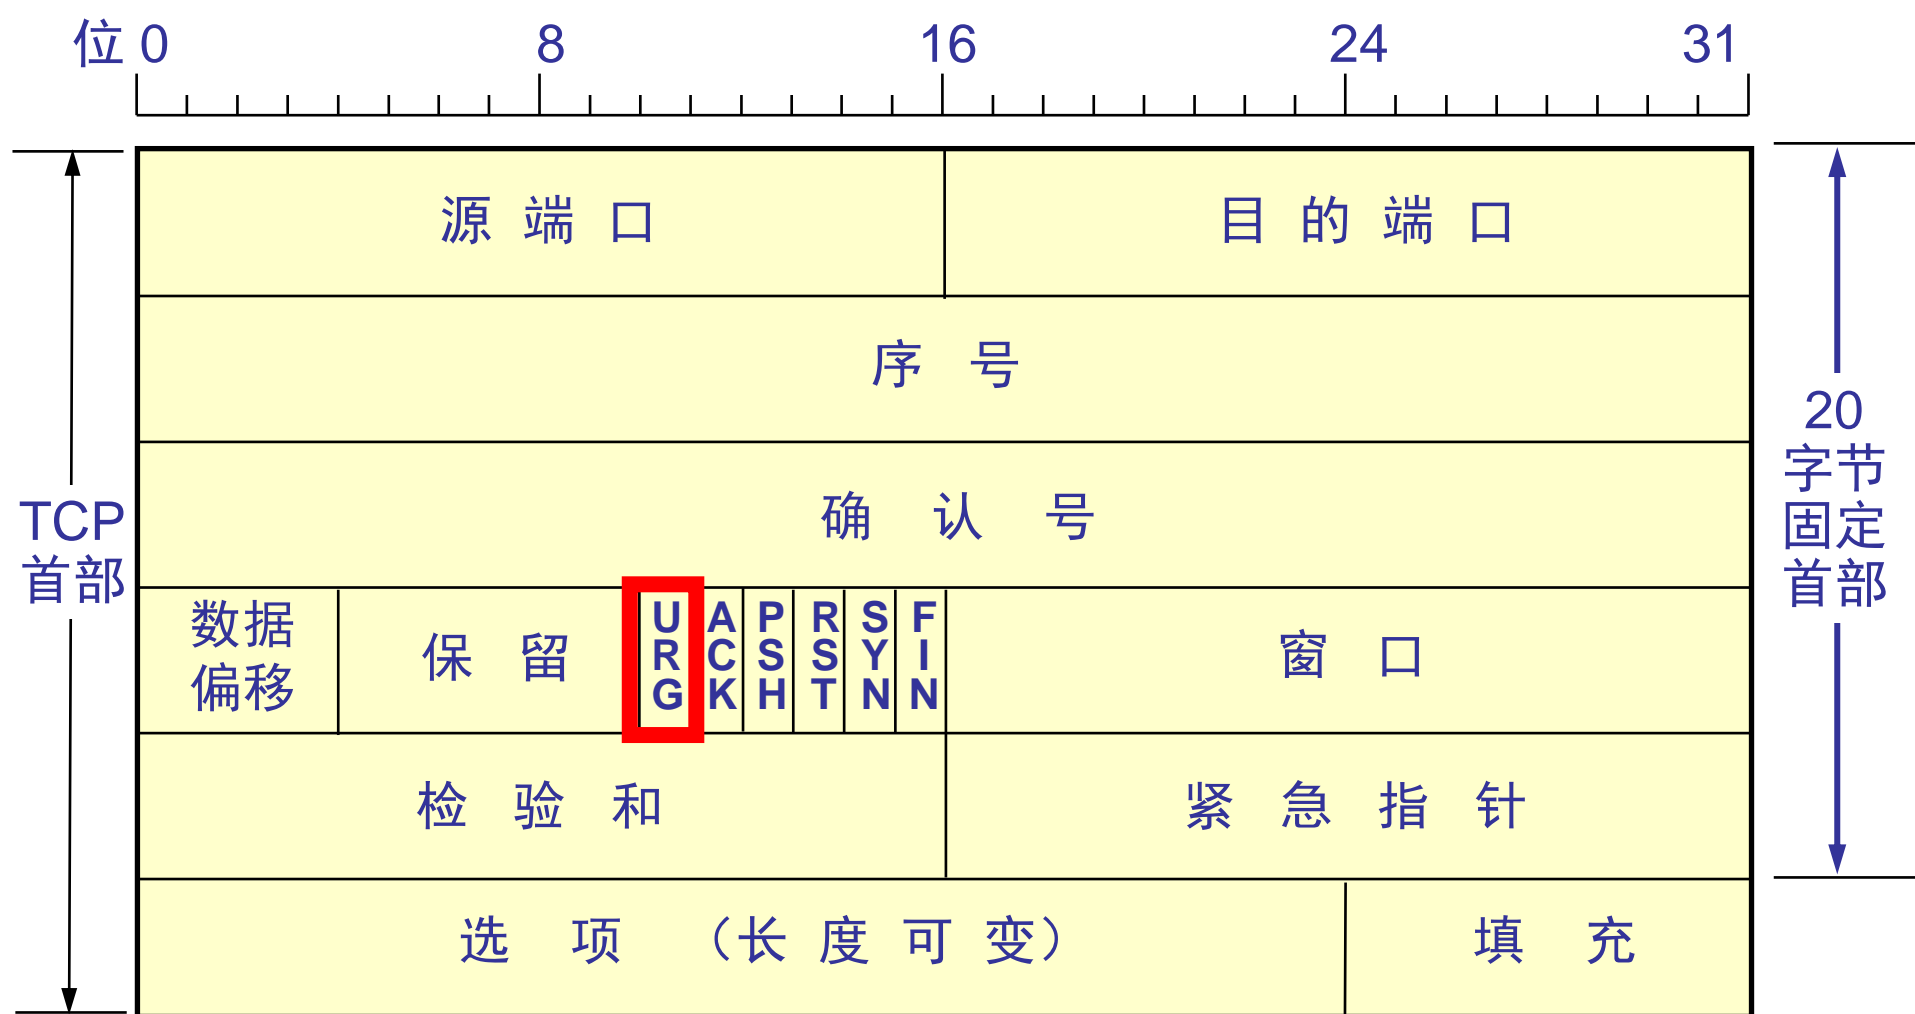 位 0 8 16 24 31
源端口 目的端口
序号
确认号
TCP
首部
20
字节
固定
首部
数据
偏移
保留
URG
ACK
PSH
RST
SYN
FIN
窗口
检验和 紧急指针
选项（长度可变） 填充